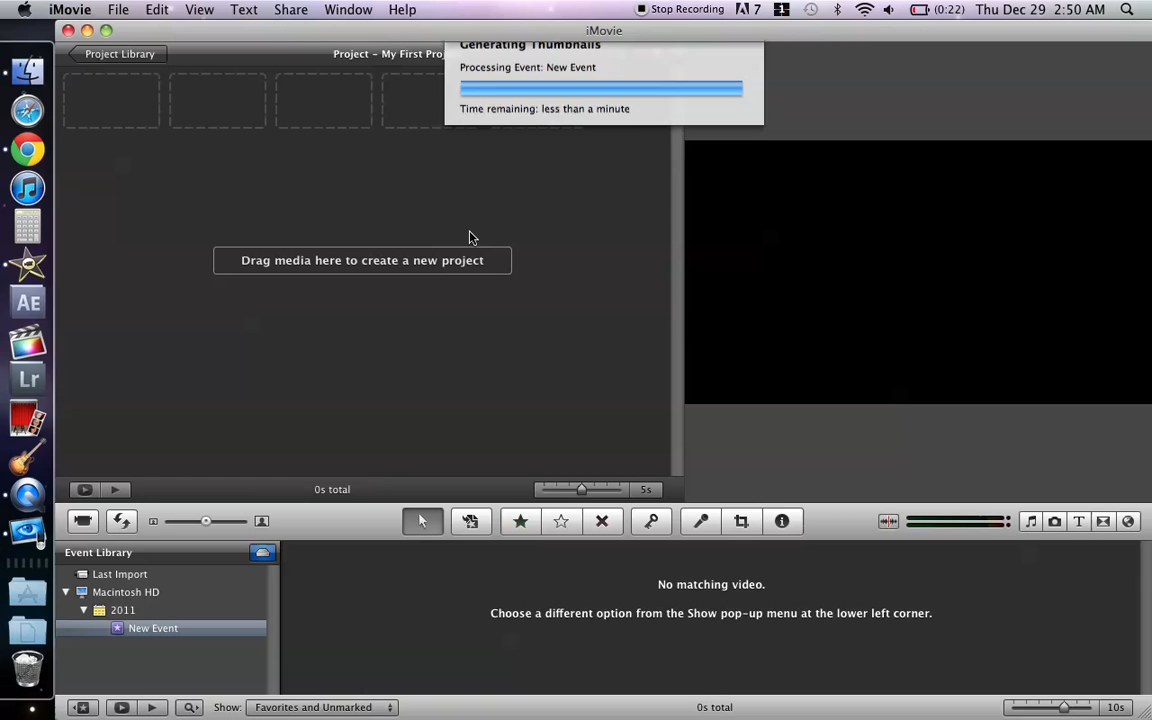 iMovie File Edit View Text Share Window Help Stop Recording 7 1 (0:22) Thu Dec 29 2:50 AM
iMovie
Project Library
Project - My First Pro
Generating Thumbnails
Processing Event: New Event
Time remaining: less than a minute
Drag media here to create a new project
AE
Lr
0s total
5s
Event Library
Last Import
Macintosh HD
2011
New Event
No matching video.
Choose a different option from the Show pop-up menu at the lower left corner.
Show: Favorites and Unmarked
0s total
10s